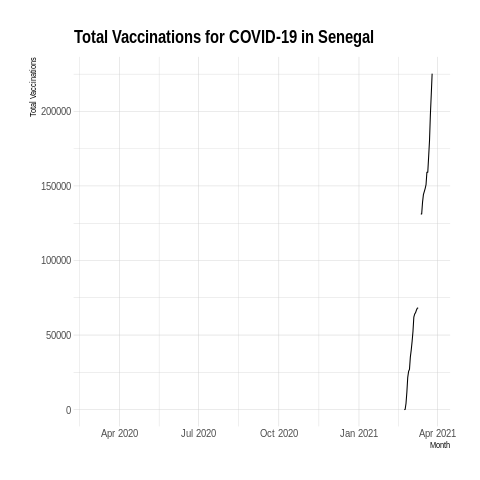 Total Vaccinations for COVID-19 in Senegal
Total Vaccinations
200000
150000
100000
50000
0
Apr 2020 Jul 2020 Oct 2020 Jan 2021 Apr 2021
Month